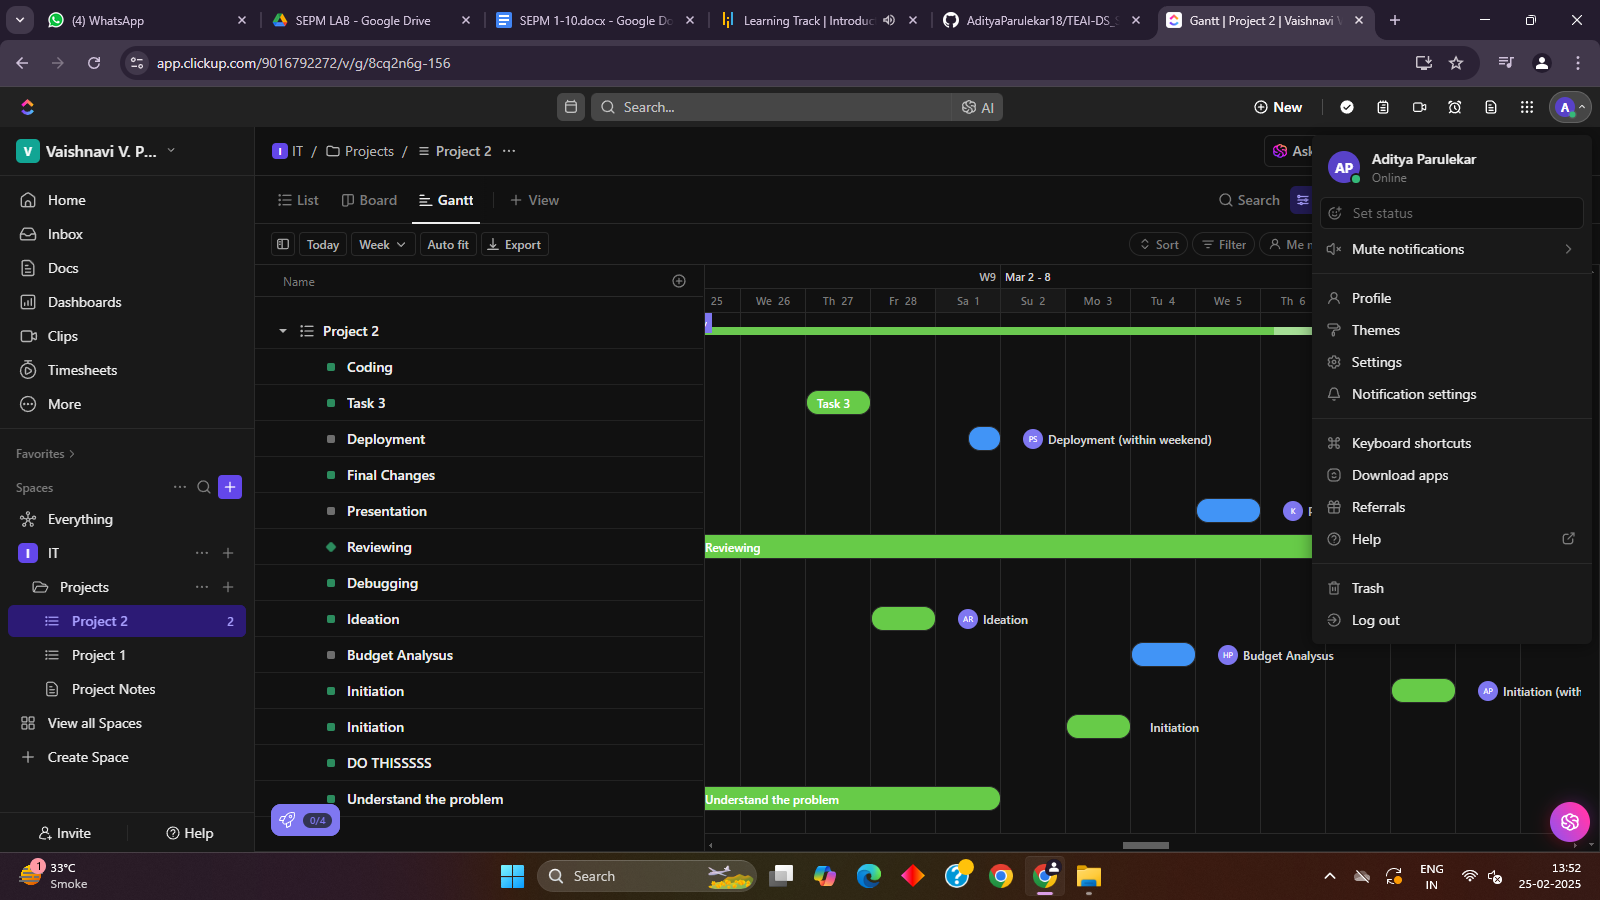 (4) WhatsApp
SEPM LAB - Google Drive
SEPM 1-10.docx - Google Do
Learning Track | Introduc
AdityaParulekar18/TEAI-DS_S
Gantt | Project 2 | Vaishnavi V
app.clickup.com/9016792272/v/g/8cq2n6g-156
Search...
AI
New
A
V Vaishnavi V. P...
I IT / Projects / Project 2 ...
Ask
AP
Aditya Parulekar
Online
Home
Inbox
Docs
Dashboards
Clips
Timesheets
More
Favorites
Spaces
Everything
I IT
Projects
Project 2 2
Project 1
Project Notes
View all Spaces
Create Space
Invite
Help
List
Board
Gantt
View
Search
Set status
Today
Week
Auto fit
Export
Sort
Filter
Me m
Mute notifications
Name
W9
Mar 2 - 8
25
We 26
Th 27
Fr 28
Sa 1
Su 2
Mo 3
Tu 4
We 5
Th 6
Profile
Themes
Settings
Notification settings
Keyboard shortcuts
Download apps
Referrals
Help
Trash
Log out
Project 2
Coding
Task 3
Task 3
Deployment
PS Deployment (within weekend)
Final Changes
Presentation
K
Reviewing
Reviewing
Debugging
Ideation
AR Ideation
Budget Analysus
HP Budget Analysus
Initiation
AP Initiation (with
Initiation
Initiation
DO THISSSSS
Understand the problem
Understand the problem
0/4
1
33°C
Smoke
Search
ENG
IN
13:52
25-02-2025